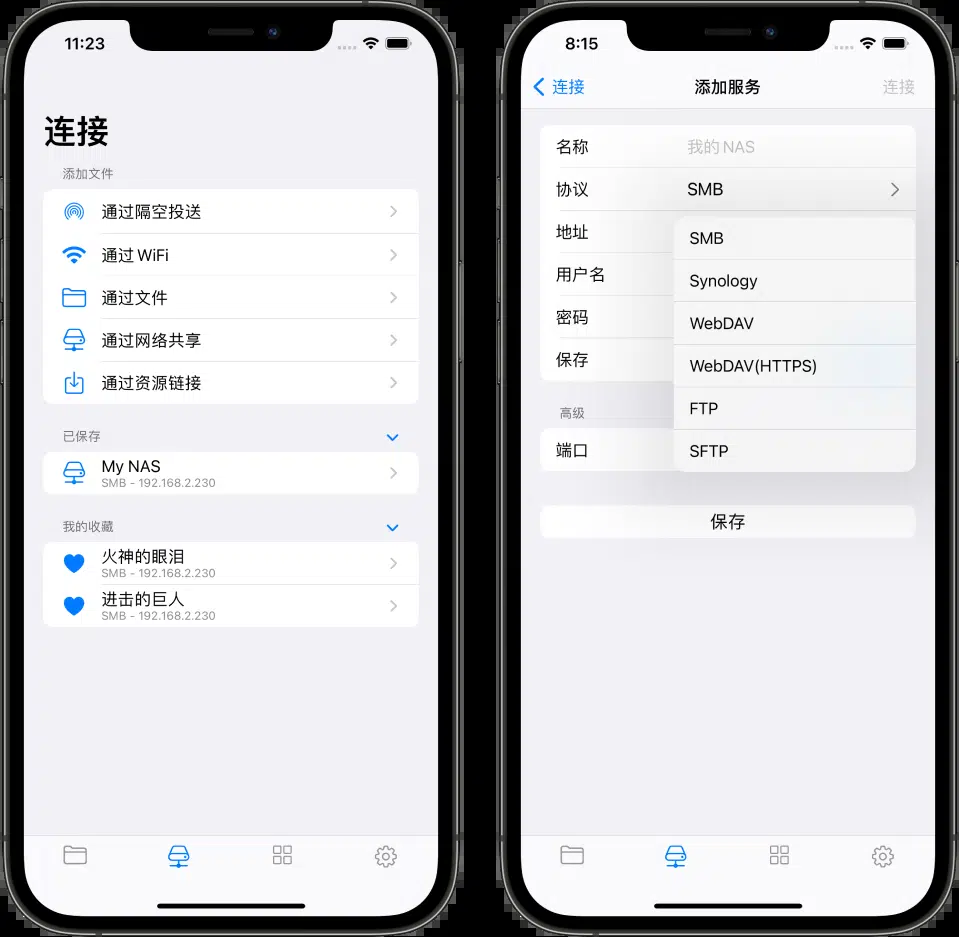 11:23
连接
添加文件
通过隔空投送
通过 WiFi
通过文件
通过网络共享
通过资源链接
已保存
My NAS
SMB - 192.168.2.230
我的收藏
火神的眼泪
SMB - 192.168.2.230
进击的巨人
SMB - 192.168.2.230
8:15
连接 添加服务 连接
名称 我的 NAS
协议 SMB
地址
用户名
密码
保存
高级
端口
SMB
Synology
WebDAV
WebDAV(HTTPS)
FTP
SFTP
保存